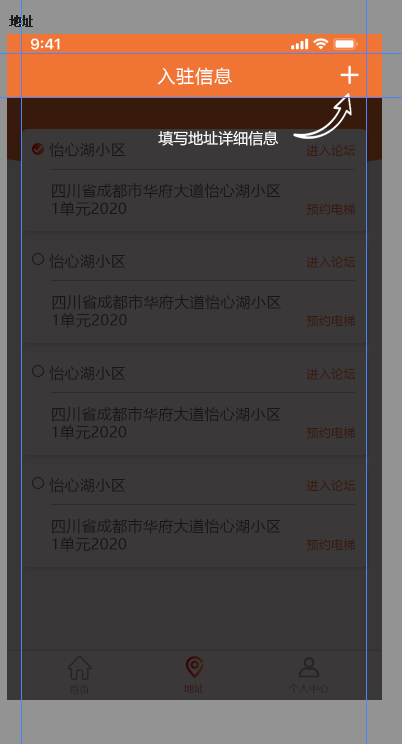 地址
9:41
入驻信息
填写地址详细信息
怡心湖小区
进入论坛
四川省成都市华府大道怡心湖小区
1单元2020
预约电梯
怡心湖小区
进入论坛
四川省成都市华府大道怡心湖小区
1单元2020
预约电梯
怡心湖小区
进入论坛
四川省成都市华府大道怡心湖小区
1单元2020
预约电梯
怡心湖小区
进入论坛
四川省成都市华府大道怡心湖小区
1单元2020
预约电梯
首页
地址
个人中心